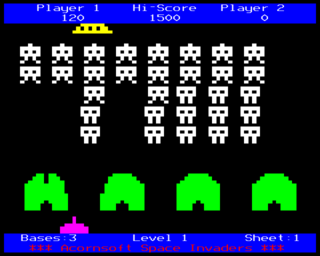 Player 1 Hi-Score Player 2
120 1500 0
Bases:3 Level 1 Sheet:1
*** Acornsoft Space Invaders ***